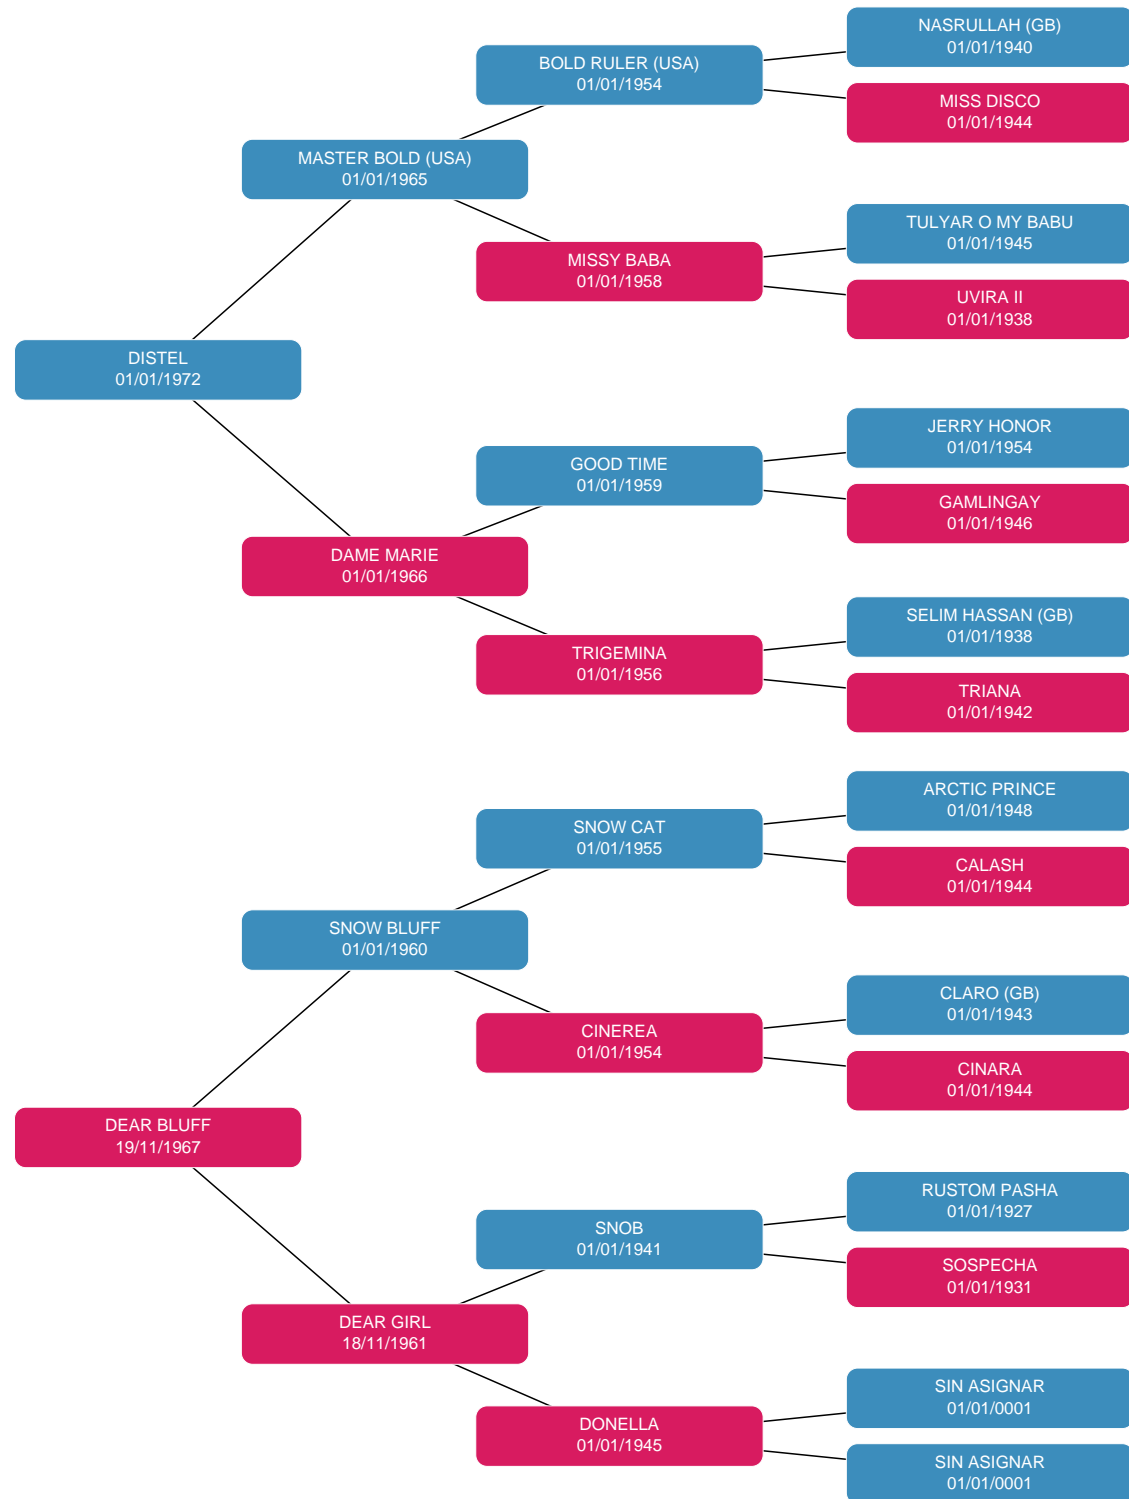 NASRULLAH (GB)
01/01/1940
BOLD RULER (USA)
01/01/1954
MISS DISCO
01/01/1944
MASTER BOLD (USA)
01/01/1965
TULYAR O MY BABU
01/01/1945
MISSY BABA
01/01/1958
UVIRA II
01/01/1938
DISTEL
01/01/1972
JERRY HONOR
01/01/1954
GOOD TIME
01/01/1959
GAMLINGAY
01/01/1946
DAME MARIE
01/01/1966
SELIM HASSAN (GB)
01/01/1938
TRIGEMINA
01/01/1956
TRIANA
01/01/1942
ARCTIC PRINCE
01/01/1948
SNOW CAT
01/01/1955
CALASH
01/01/1944
SNOW BLUFF
01/01/1960
CLARO (GB)
01/01/1943
CINEREA
01/01/1954
CINARA
01/01/1944
DEAR BLUFF
19/11/1967
RUSTOM PASHA
01/01/1927
SNOB
01/01/1941
SOSPECHA
01/01/1931
DEAR GIRL
18/11/1961
SIN ASIGNAR
01/01/0001
DONELLA
01/01/1945
SIN ASIGNAR
01/01/0001